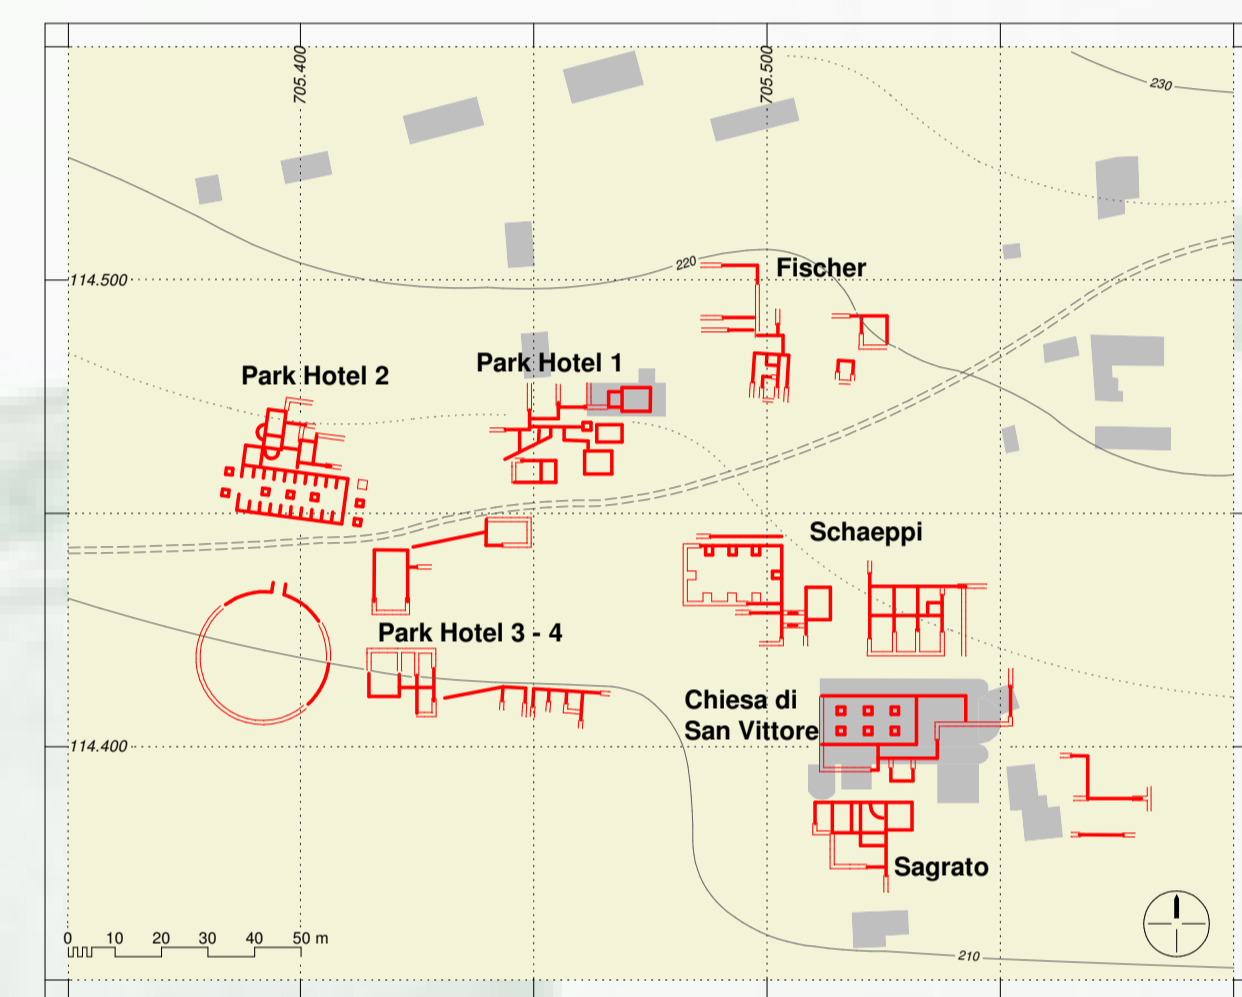 705.400
705.500
230
114.500
220
Fischer
Park Hotel 1
Park Hotel 2
Schaeppi
Park Hotel 3 - 4
Chiesa di
San Vittore
114.400
Sagrato
0 10 20 30 40 50 m
210